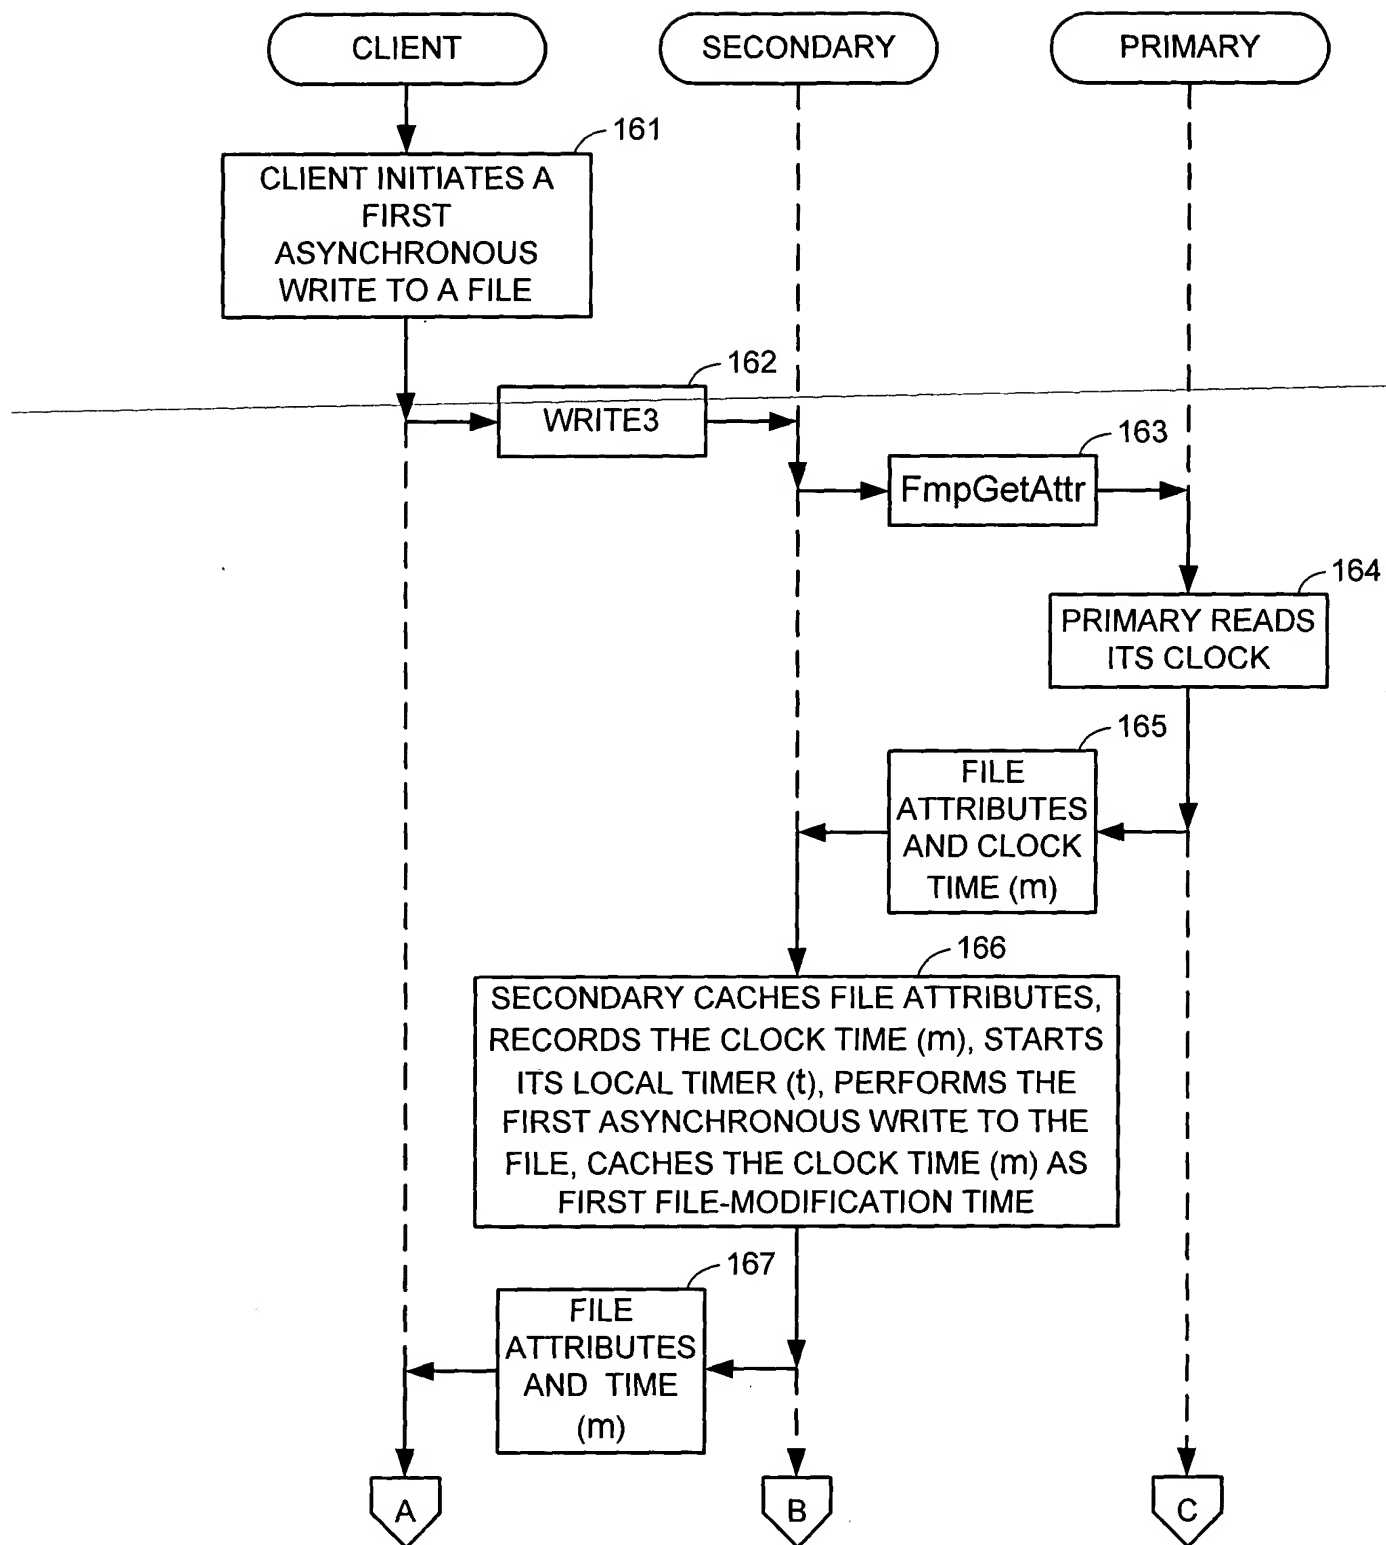 CLIENT
SECONDARY
PRIMARY
161
CLIENT INITIATES A
FIRST
ASYNCHRONOUS
WRITE TO A FILE
162
WRITE3
163
FmpGetAttr
164
PRIMARY READS
ITS CLOCK
165
FILE
ATTRIBUTES
AND CLOCK
TIME (m)
166
SECONDARY CACHES FILE ATTRIBUTES,
RECORDS THE CLOCK TIME (m), STARTS
ITS LOCAL TIMER (t), PERFORMS THE
FIRST ASYNCHRONOUS WRITE TO THE
FILE, CACHES THE CLOCK TIME (m) AS
FIRST FILE-MODIFICATION TIME
167
FILE
ATTRIBUTES
AND TIME
(m)
A
B
C